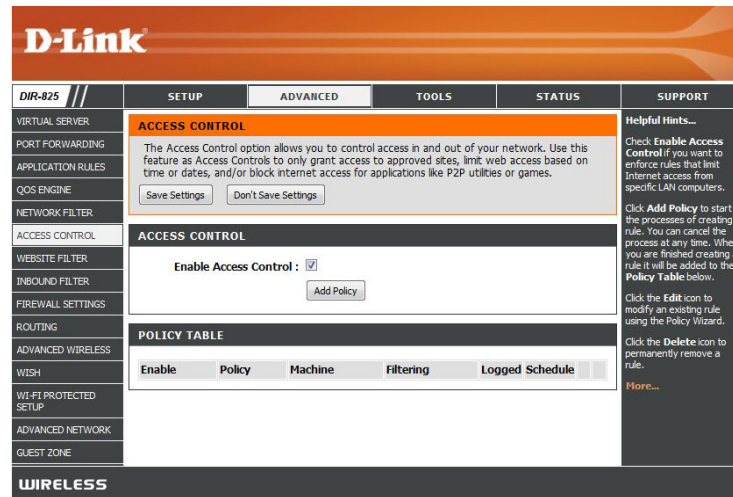 D-Link
DIR-825
SETUP
ADVANCED
TOOLS
STATUS
SUPPORT
VIRTUAL SERVER
PORT FORWARDING
APPLICATION RULES
QOS ENGINE
NETWORK FILTER
ACCESS CONTROL
WEBSITE FILTER
INBOUND FILTER
FIREWALL SETTINGS
ROUTING
ADVANCED WIRELESS
WISH
WI-FI PROTECTED
SETUP
ADVANCED NETWORK
GUEST ZONE
ACCESS CONTROL
The Access Control option allows you to control access in and out of your network. Use this
feature as Access Controls to only grant access to approved sites, limit web access based on
time or dates, and/or block internet access for applications like P2P utilities or games.
Save Settings
Don't Save Settings
ACCESS CONTROL
Enable Access Control :
Add Policy
POLICY TABLE
Enable Policy Machine Filtering Logged Schedule
Helpful Hints...
Check Enable Access
Control if you want to
enforce rules that limit
Internet access from
specific LAN computers.
Click Add Policy to start
the processes of creating
rule. You can cancel the
process at any time. Whe
you are finished creating
rule it will be added to the
Policy Table below.
Click the Edit icon to
modify an existing rule
using the Policy Wizard.
Click the Delete icon to
permanently remove a
rule.
More...
WIRELESS